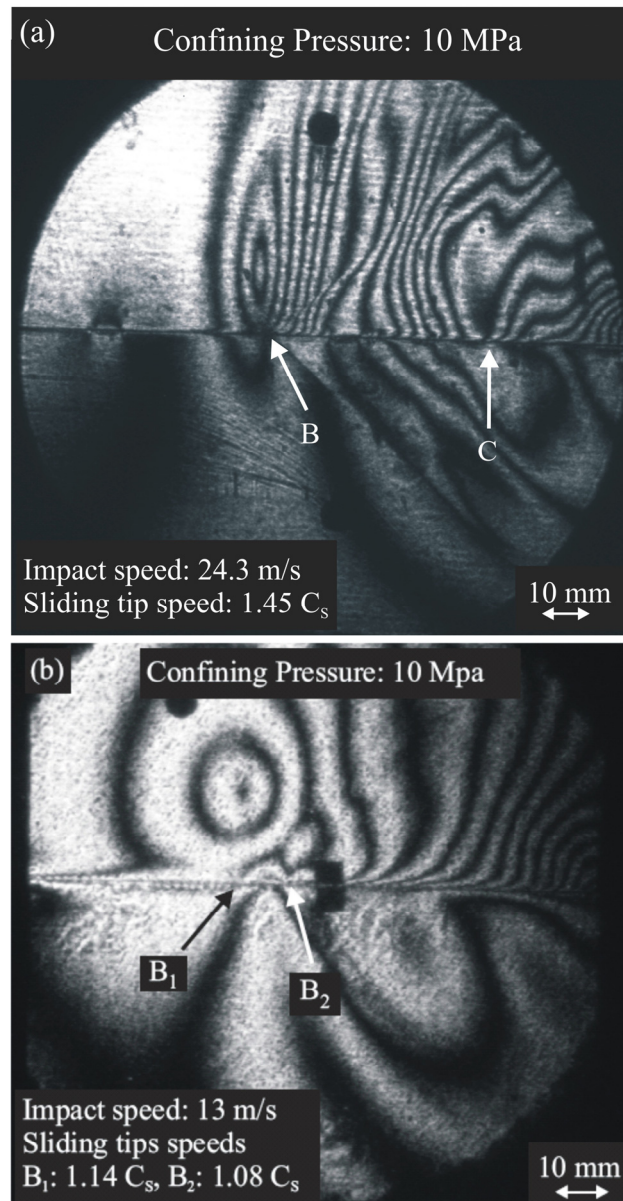 (a)
Confining Pressure: 10 MPa
B
C
Impact speed: 24.3 m/s
Sliding tip speed: 1.45 Cₛ
10 mm
(b)
Confining Pressure: 10 Mpa
B₁
B₂
Impact speed: 13 m/s
Sliding tips speeds
B₁: 1.14 Cₛ, B₂: 1.08 Cₛ
10 mm